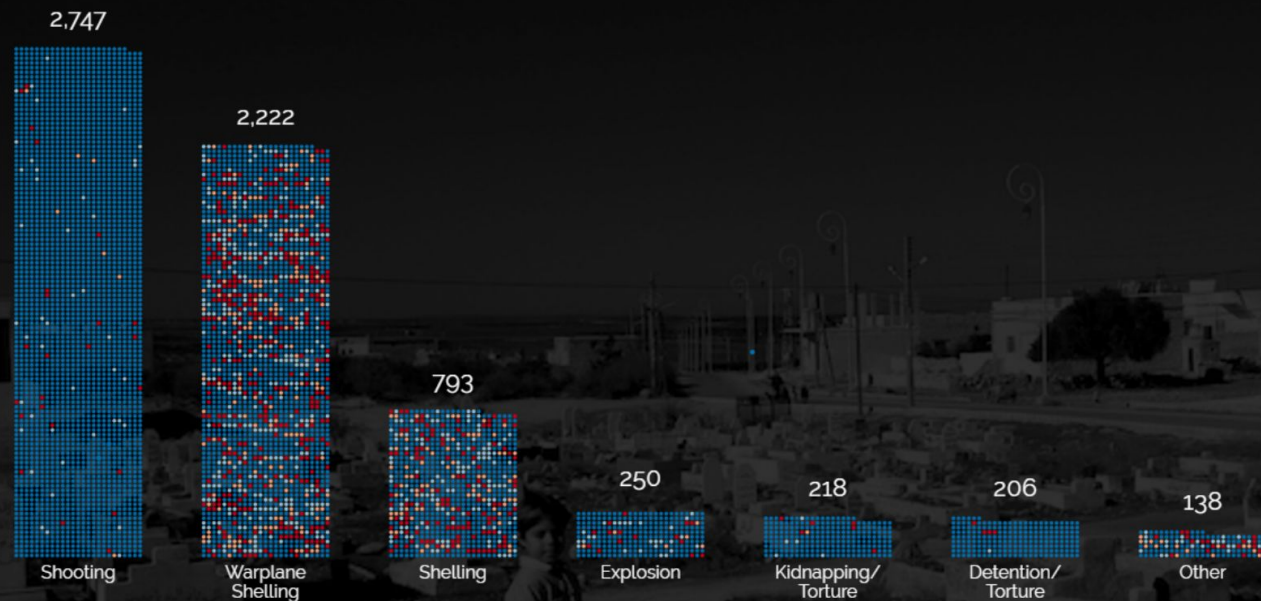 2,747
2,222
793
250
218
206
138
Shooting
Warplane
Shelling
Shelling
Explosion
Kidnapping/
Torture
Detention/
Torture
Other